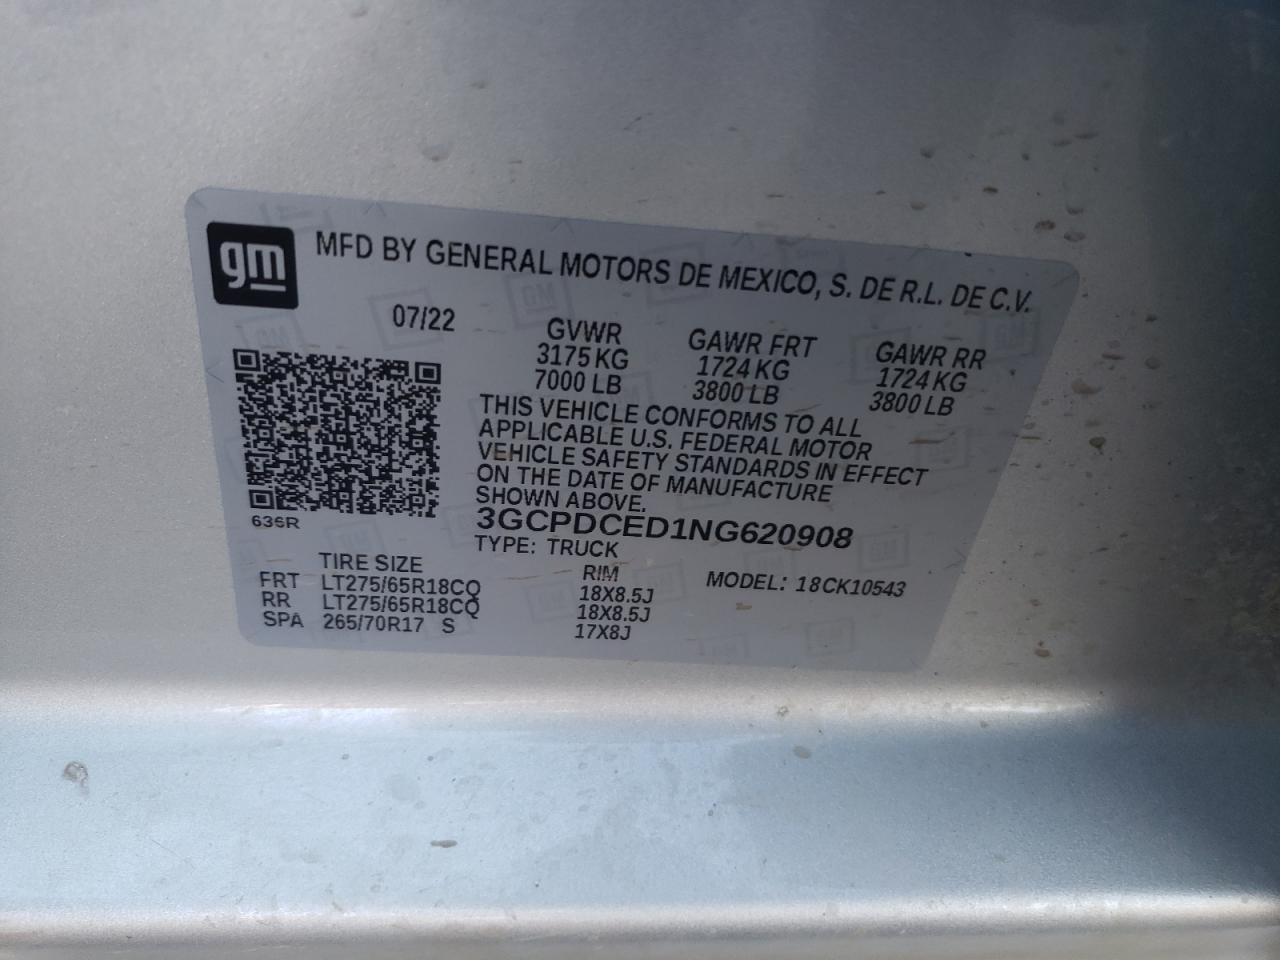 gm
MFD BY GENERAL MOTORS DE MEXICO, S. DE R.L. DE C.V.
07/22
GVWR GAWR FRT GAWR RR
3175 KG 1724 KG 1724 KG
7000 LB 3800 LB 3800 LB
THIS VEHICLE CONFORMS TO ALL
APPLICABLE U.S. FEDERAL MOTOR
VEHICLE SAFETY STANDARDS IN EFFECT
ON THE DATE OF MANUFACTURE
SHOWN ABOVE.
636R
3GCPDCED1NG620908
TYPE: TRUCK
MODEL: 18CK10543
TIRE SIZE RIM
FRT LT275/65R18CQ 18X8.5J
RR LT275/65R18CQ 18X8.5J
SPA 265/70R17 S 17X8J